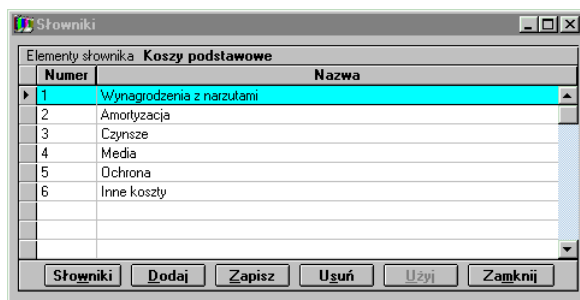 Słowniki
Elementy słownika Koszy podstawowe
Numer Nazwa
1 Wynagrodzenia z narzutami
2 Amortyzacja
3 Czynsze
4 Media
5 Ochrona
6 Inne koszty
Słowniki Dodaj Zapisz Usuń Użyj Zamknij